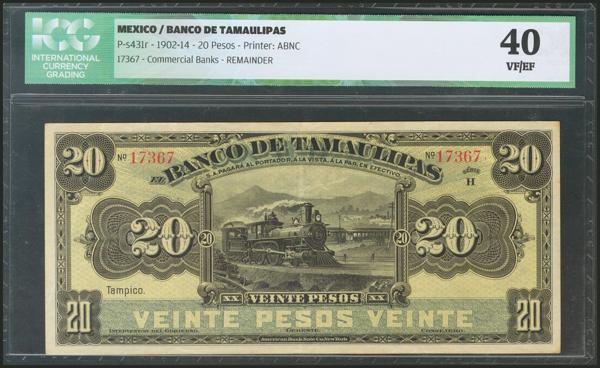 ICG
INTERNATIONAL
CURRENCY
GRADING
MEXICO / BANCO DE TAMAULIPAS
P-s431r - 1902-14 - 20 Pesos - Printer: ABNC
17367 - Commercial Banks - REMAINDER
40
VF/EF
20
20
EL BANCO DE TAMAULIPAS
No 17367
No 17367
S.A. PAGARÁ AL PORTADOR, Á LA VISTA, Á LA PAR, EN EFECTIVO.
SERIE
H
20
20
20
20
Tampico.
XX VEINTE PESOS XX
20
VEINTE PESOS VEINTE
20
INTERVENTOR DEL GOBIERNO.
GERENTE.
CONSEJERO.
American Bank Note Co. New York